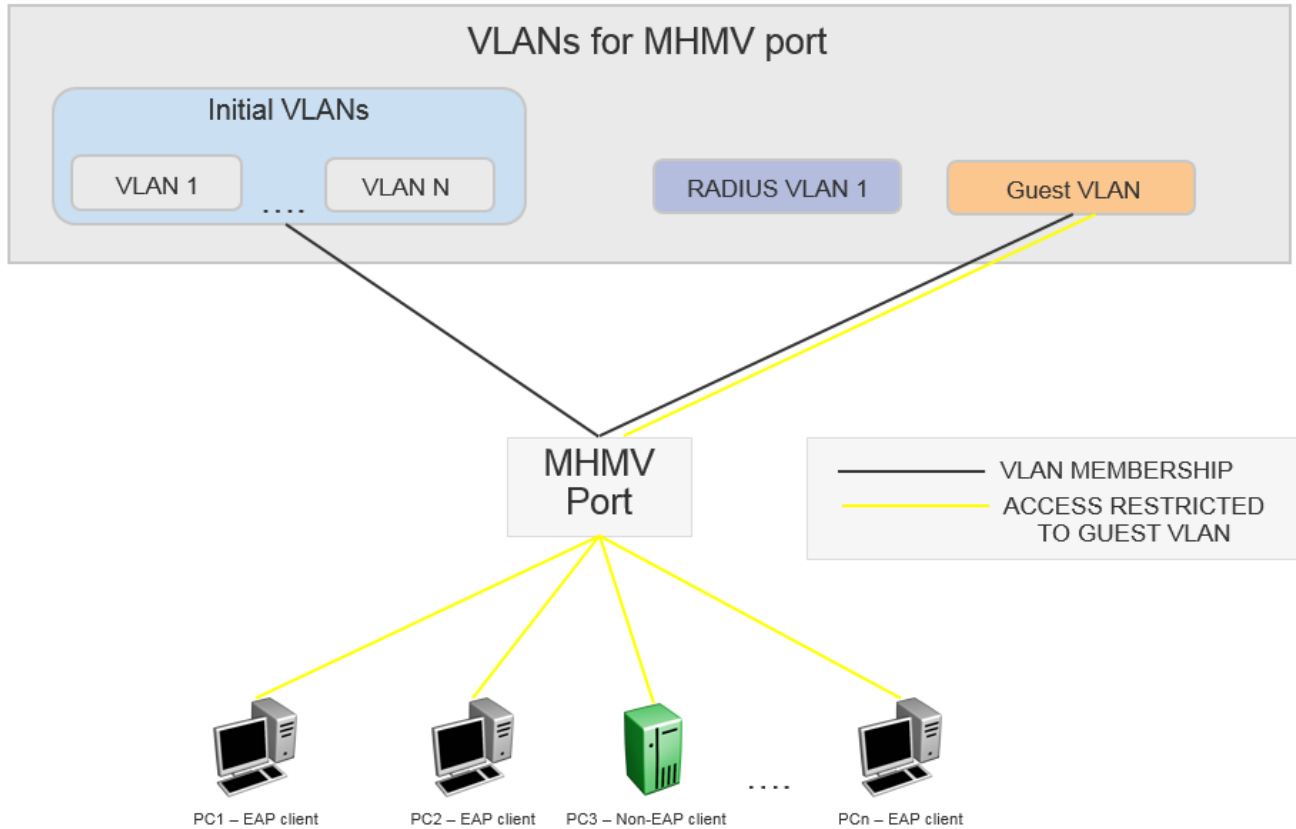 VLANs for MHMV port
Initial VLANs
VLAN 1
....
VLAN N
RADIUS VLAN 1
Guest VLAN
MHMV
Port
VLAN MEMBERSHIP
ACCESS RESTRICTED
TO GUEST VLAN
....
PC1 – EAP client
PC2 – EAP client
PC3 – Non-EAP client
PCn – EAP client